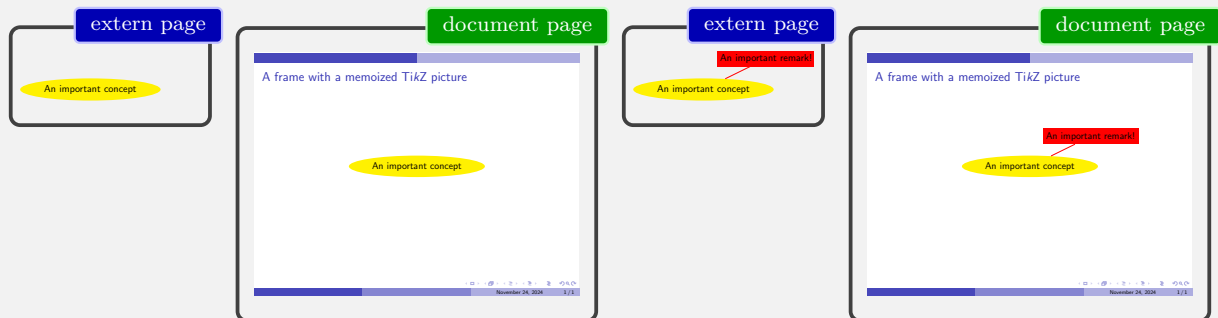 extern page
An important concept
document page
A frame with a memoized TikZ picture
An important concept
November 24, 2024
1 / 1
extern page
An important remark!
An important concept
document page
A frame with a memoized TikZ picture
An important remark!
An important concept
November 24, 2024
1 / 1